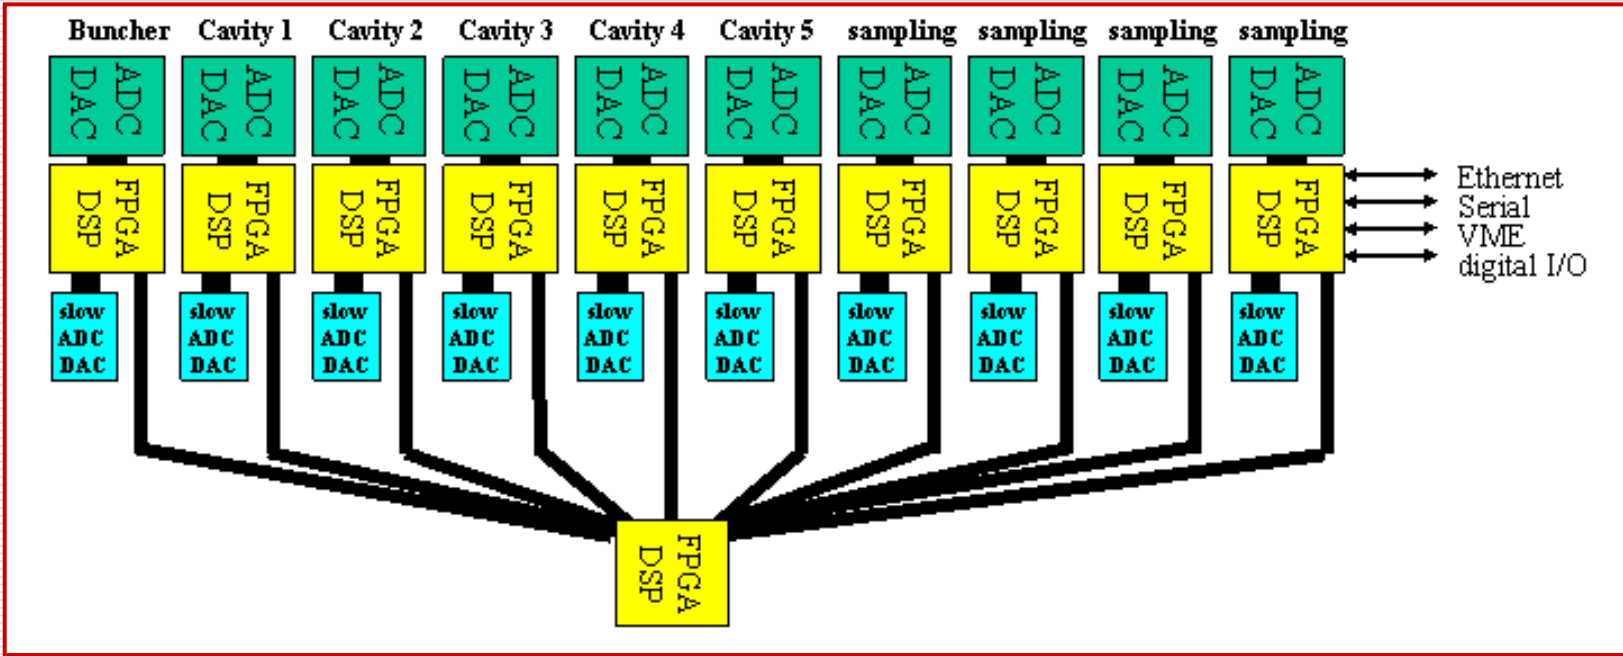 Buncher Cavity 1 Cavity 2 Cavity 3 Cavity 4 Cavity 5 sampling sampling sampling sampling
ADC ADC ADC ADC ADC ADC ADC ADC ADC ADC
DAC DAC DAC DAC DAC DAC DAC DAC DAC DAC
FPGA FPGA FPGA FPGA FPGA FPGA FPGA FPGA FPGA FPGA
DSP DSP DSP DSP DSP DSP DSP DSP DSP DSP
Ethernet
Serial
VME
digital I/O
slow slow slow slow slow slow slow slow slow slow
ADC ADC ADC ADC ADC ADC ADC ADC ADC ADC
DAC DAC DAC DAC DAC DAC DAC DAC DAC DAC
FPGA
DSP